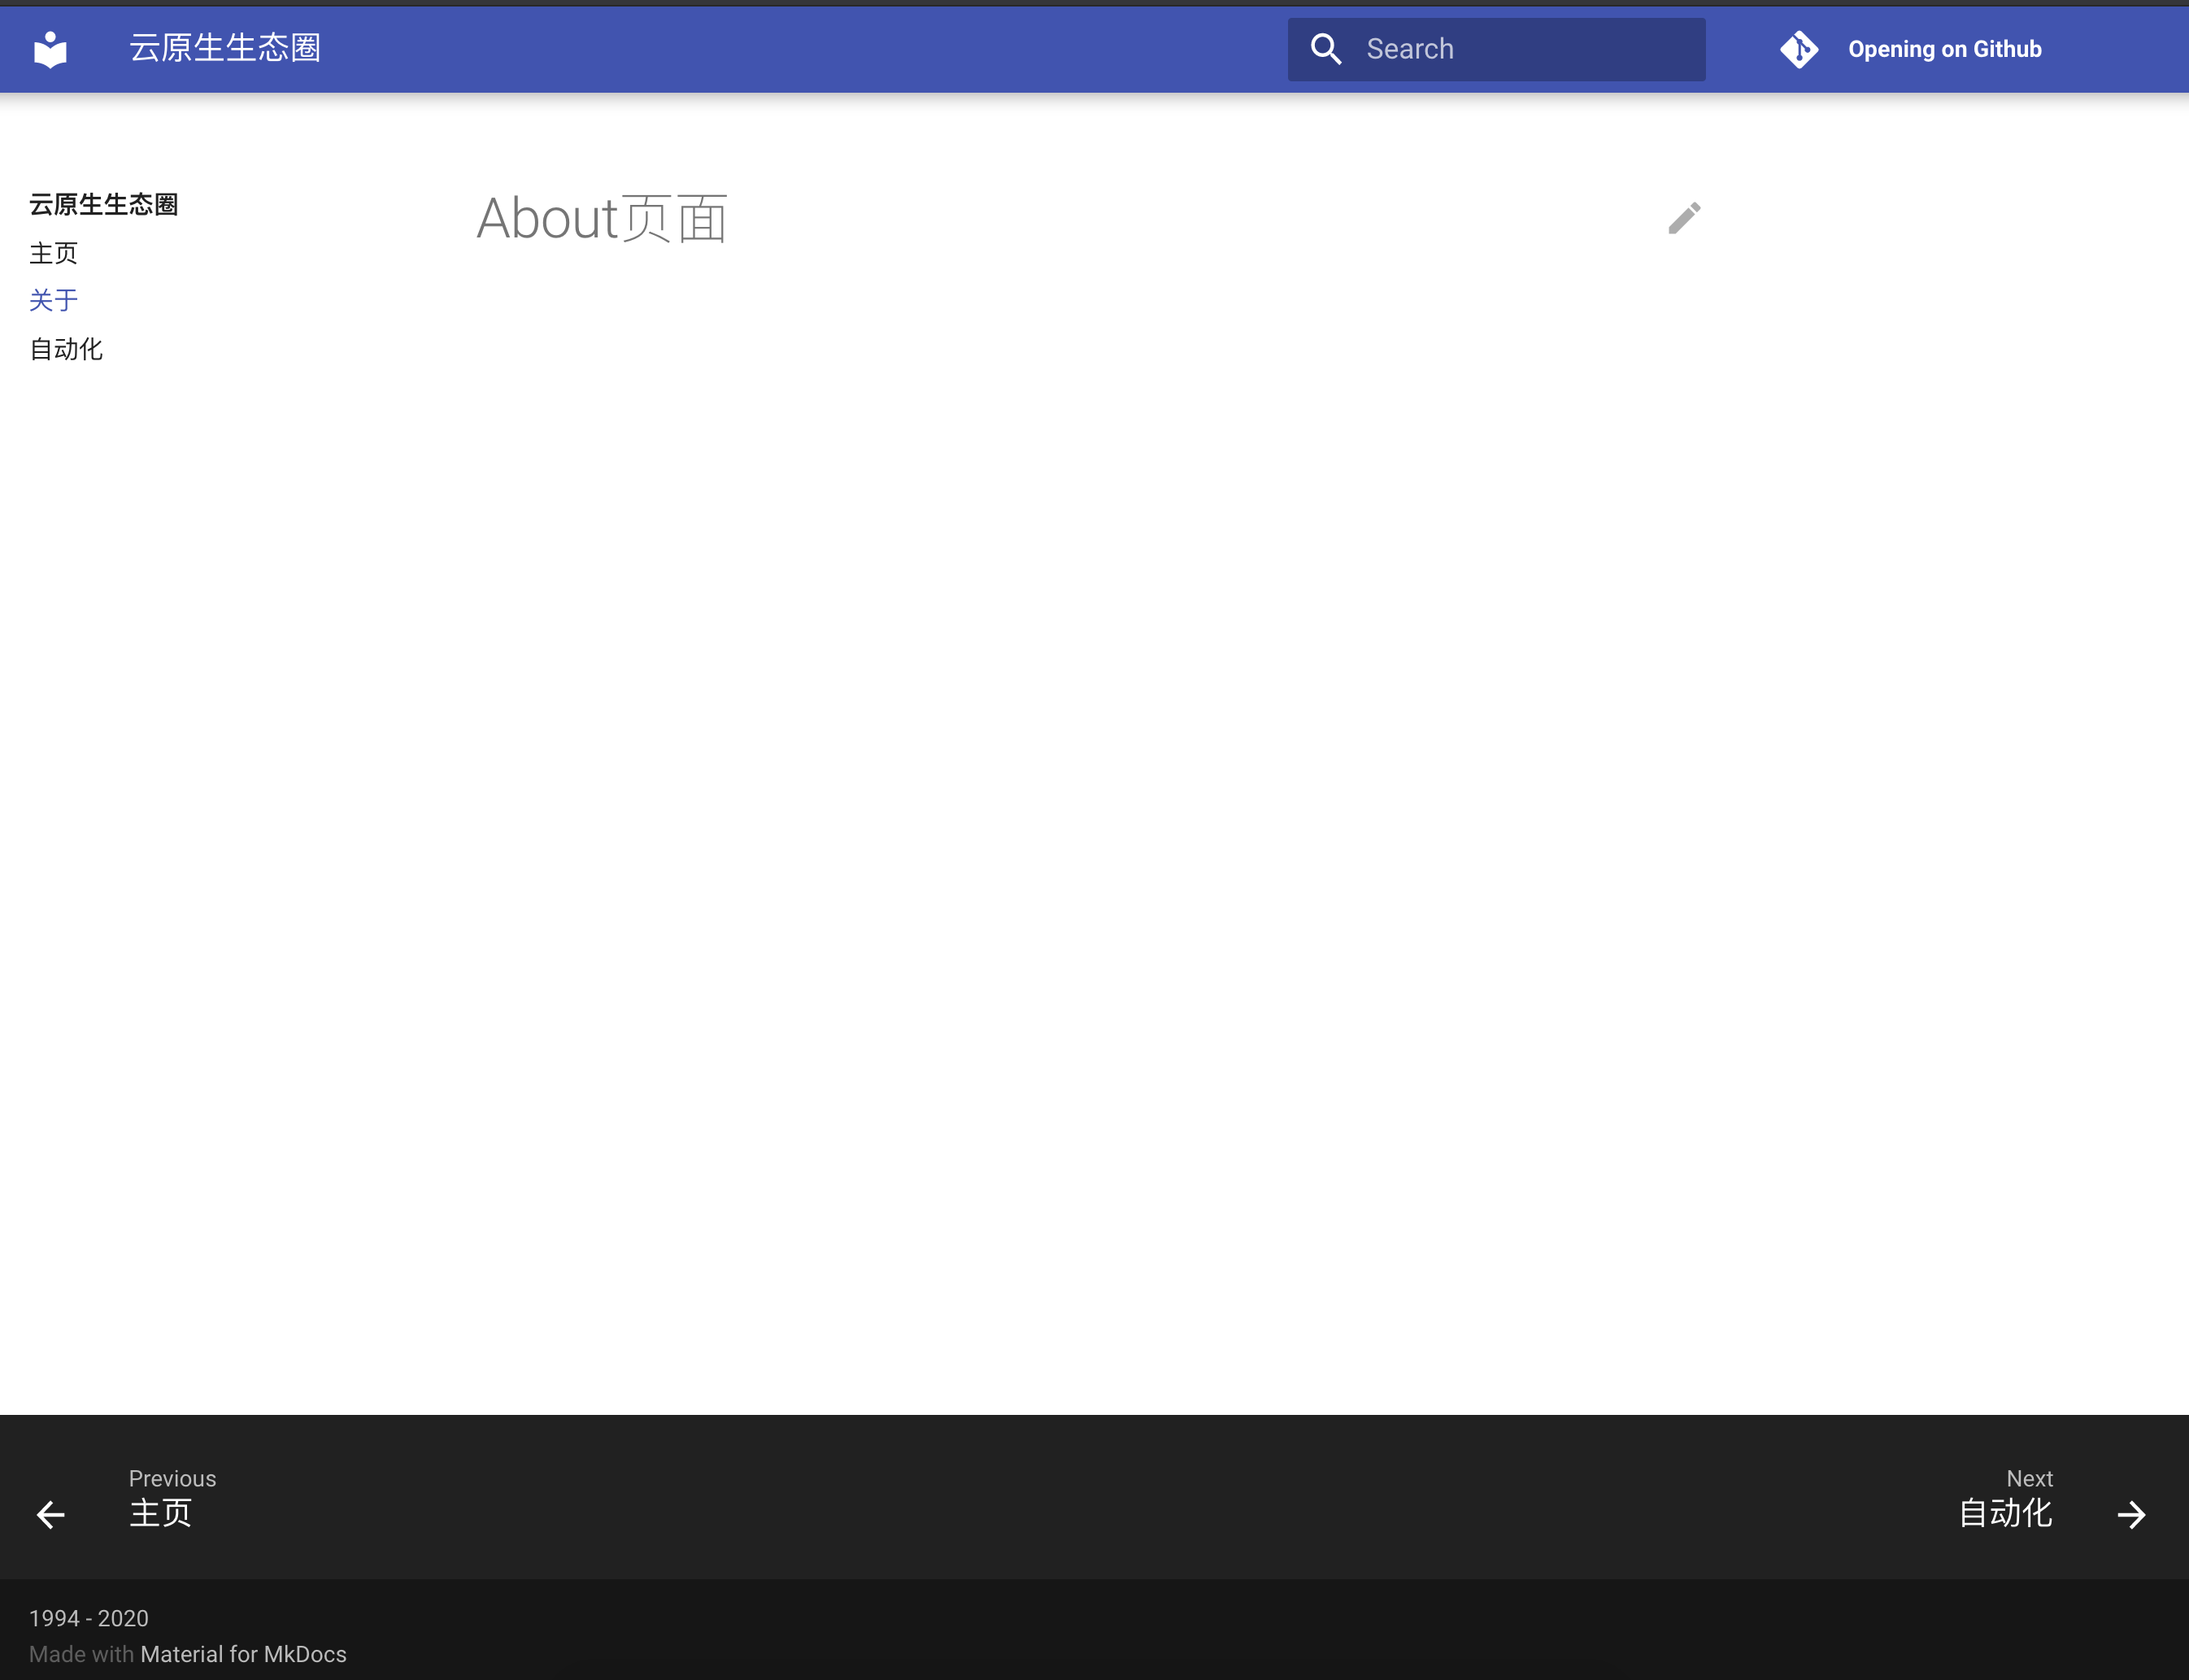 云原生生态圈
Search
Opening on Github
云原生生态圈
主页
关于
自动化
About页面
Previous
主页
Next
自动化
1994 - 2020
Made with Material for MkDocs